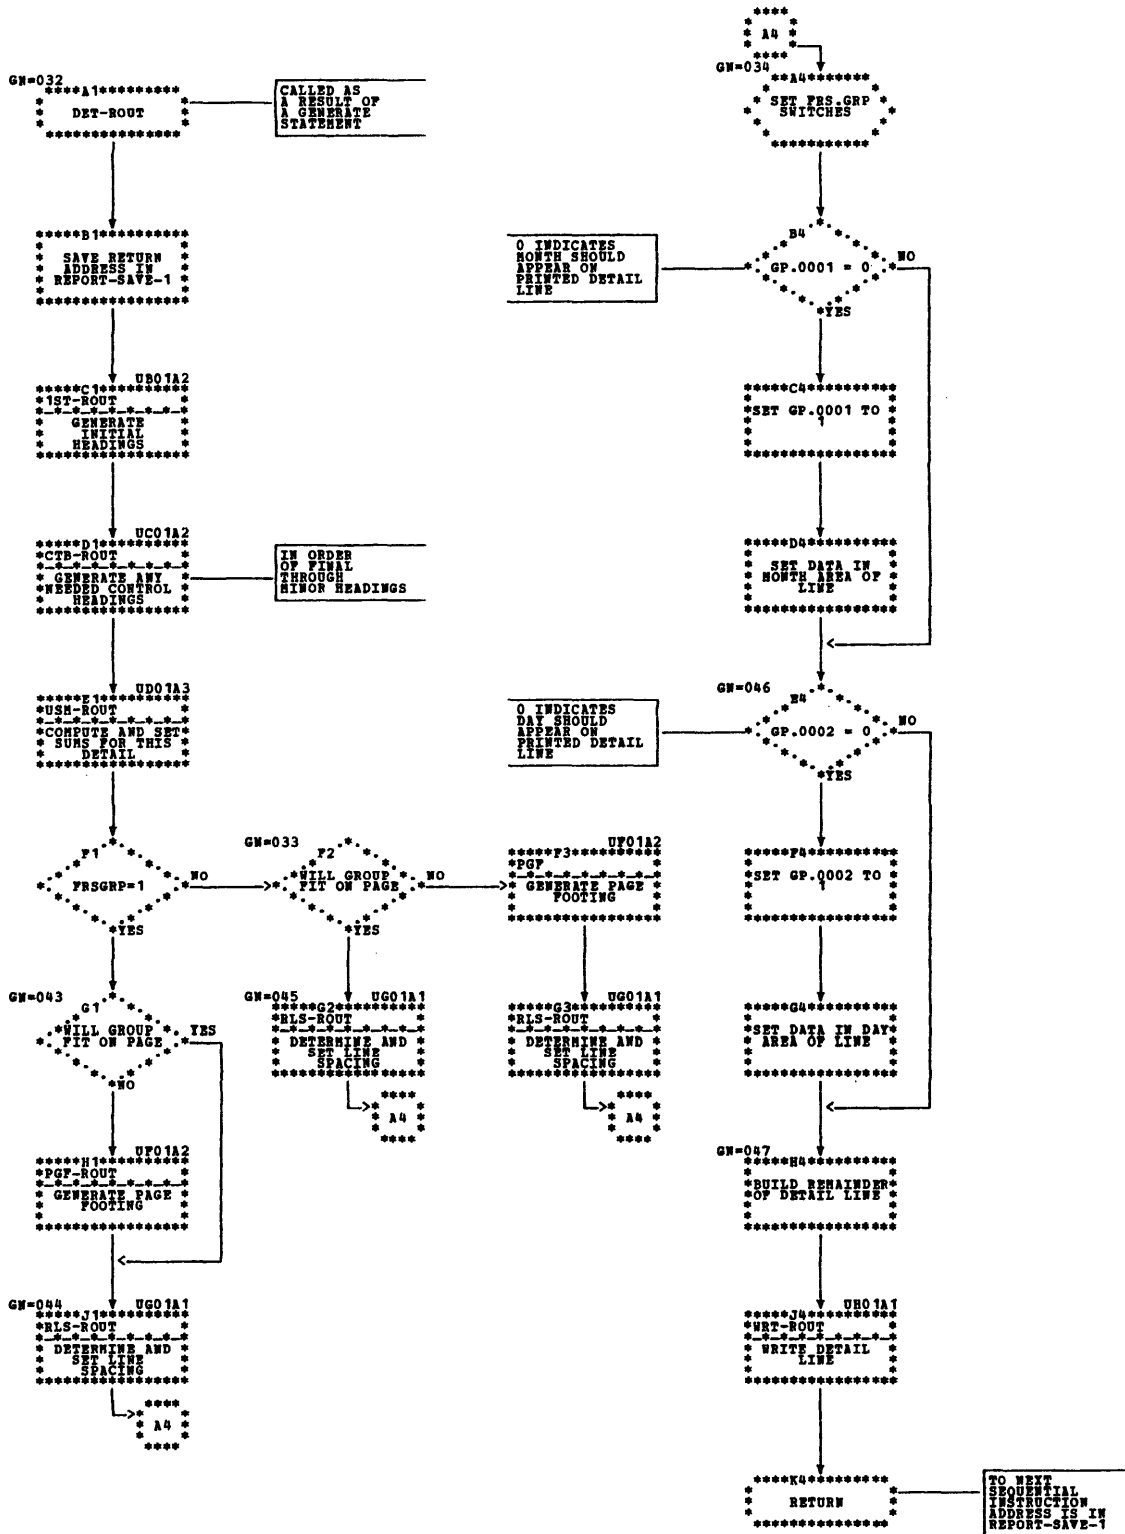 GN=032
A1
DET-ROUT
CALLED AS
A RESULT OF
A GENERATE
STATEMENT
B1
SAVE RETURN
ADDRESS IN
REPORT-SAVE-1
UB01A2
C1
1ST-ROUT
GENERATE
INITIAL
HEADINGS
UC01A2
D1
CTB-ROUT
GENERATE ANY
NEEDED CONTROL
HEADINGS
IN ORDER
OF FINAL
THROUGH
MINOR HEADINGS
UD01A3
E1
USM-ROUT
COMPUTE AND SET
SUMS FOR THIS
DETAIL
F1
FRSGRP=1
NO
YES
GN=033
F2
WILL GROUP
FIT ON PAGE
NO
YES
UF01A2
F3
PGF
GENERATE PAGE
FOOTING
GN=043
G1
WILL GROUP
FIT ON PAGE
YES
NO
GN=045
UG01A1
G2
RLS-ROUT
DETERMINE AND
SET LINE
SPACING
A4
UG01A1
G3
RLS-ROUT
DETERMINE AND
SET LINE
SPACING
A4
UF01A2
H1
PGF-ROUT
GENERATE PAGE
FOOTING
GN=044
UG01A1
J1
RLS-ROUT
DETERMINE AND
SET LINE
SPACING
A4
A4
GN=034
A4
SET FRS.GRP
SWITCHES
0 INDICATES
MONTH SHOULD
APPEAR ON
PRINTED DETAIL
LINE
B4
GP.0001 = 0
NO
YES
C4
SET GP.0001 TO
1
D4
SET DATA IN
MONTH AREA OF
LINE
GN=046
0 INDICATES
DAY SHOULD
APPEAR ON
PRINTED DETAIL
LINE
E4
GP.0002 = 0
NO
YES
F4
SET GP.0002 TO
1
G4
SET DATA IN DAY
AREA OF LINE
GN=047
H4
BUILD REMAINDER
OF DETAIL LINE
UH01A1
J4
WRT-ROUT
WRITE DETAIL
LINE
K4
RETURN
TO NEXT
SEQUENTIAL
INSTRUCTION
ADDRESS IS IN
REPORT-SAVE-1